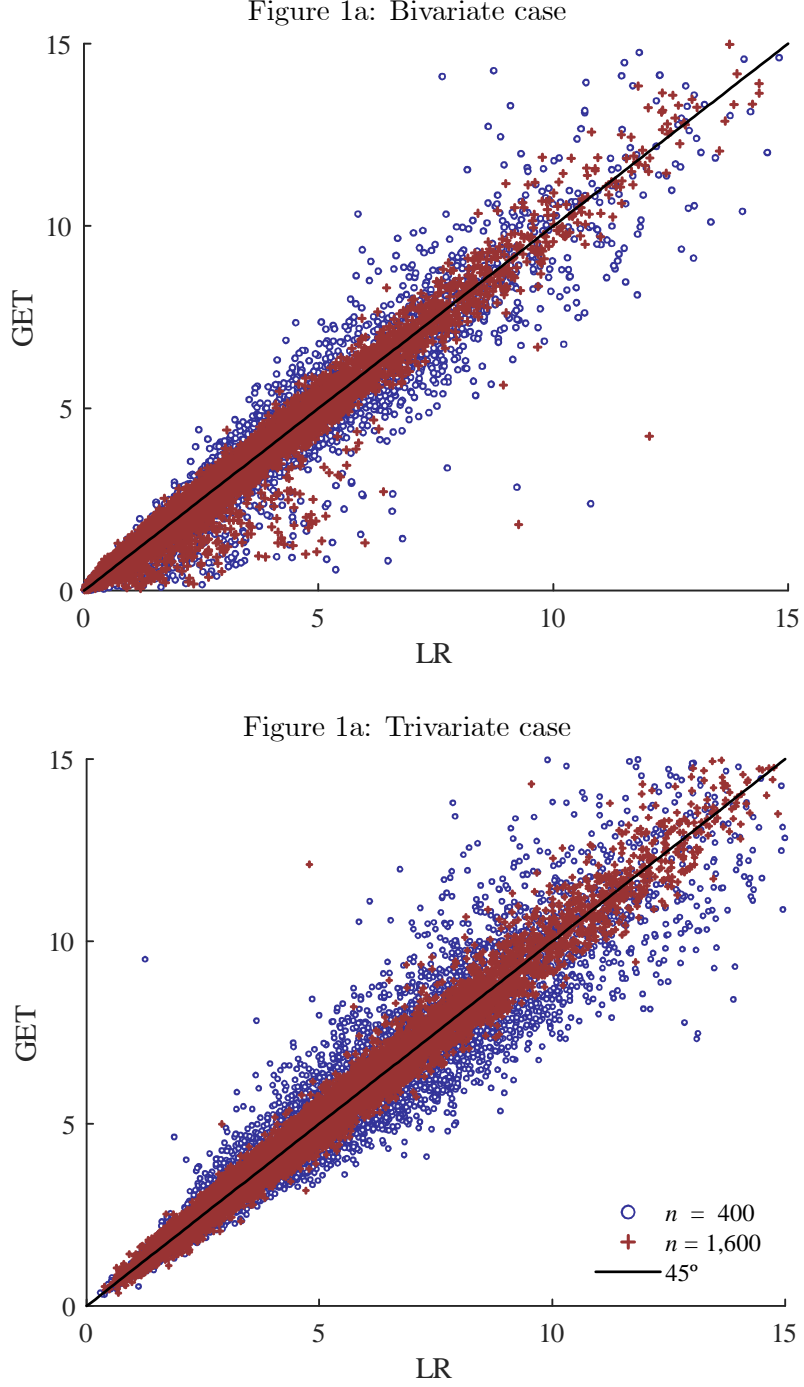 Figure 1a: Bivariate case
15
10
GET
5
0
0 5 10 15
LR
Figure 1a: Trivariate case
15
10
GET
5
n = 400
n = 1,600
45º
0
0 5 10 15
LR